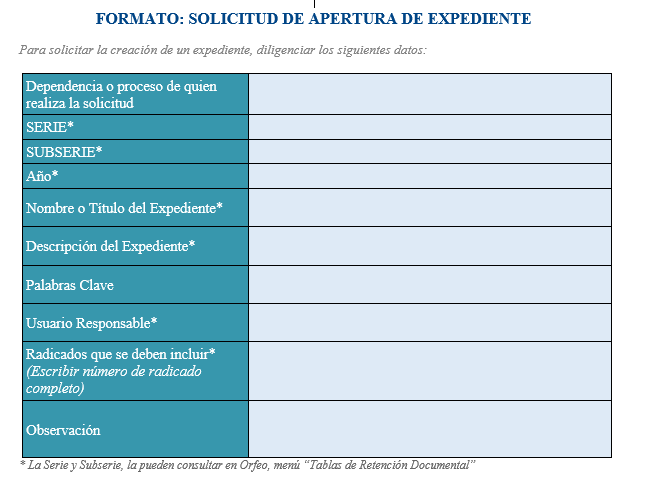 FORMATO: SOLICITUD DE APERTURA DE EXPEDIENTE
Para solicitar la creación de un expediente, diligenciar los siguientes datos:
Dependencia o proceso de quien
realiza la solicitud
SERIE*
SUBSERIE*
Año*
Nombre o Titulo del Expediente*
Descripción del Expediente*
Palabras Clave
Usuario Responsable*
Radicados que se deben incluir*
(Escribir número de radicado
completo)
Observación
* La Serie y Subserie, la pueden consultar en Orfeo, menú “Tablas de Retención Documental”